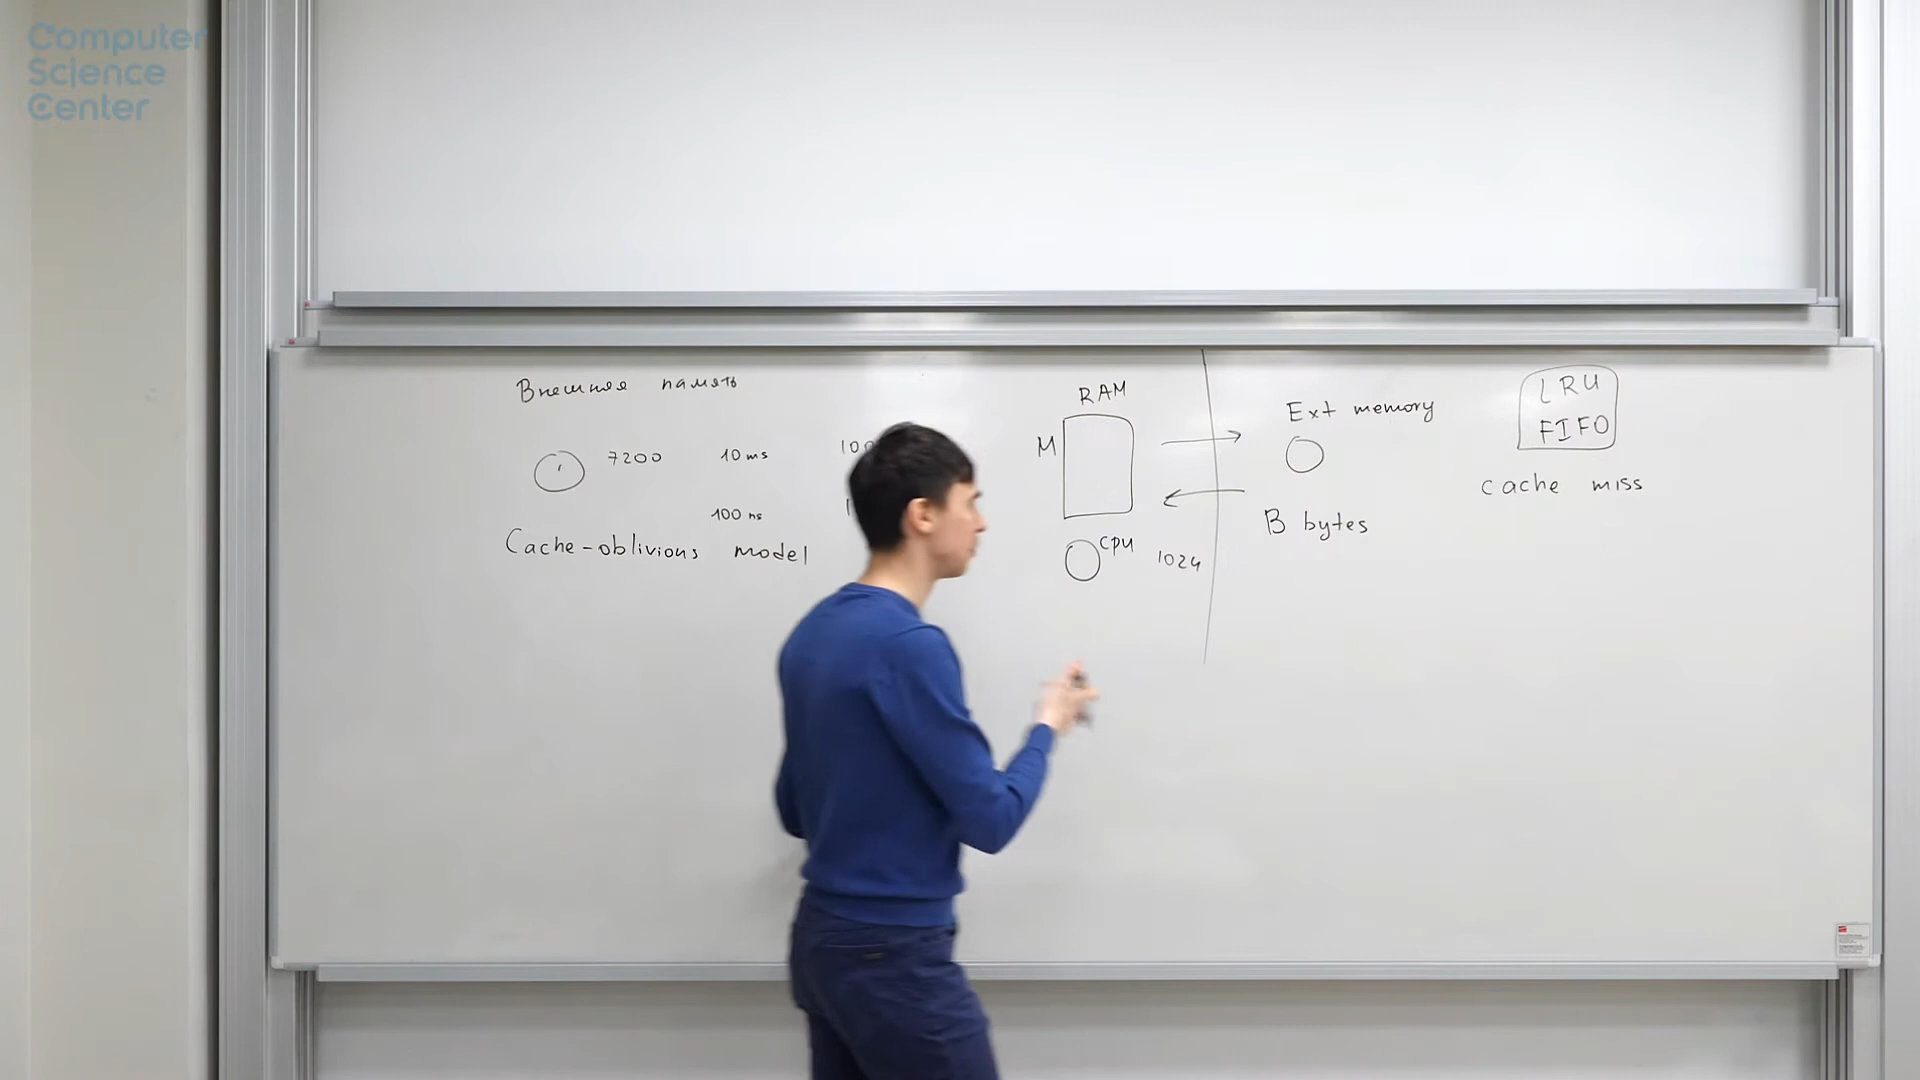 Computer
Science
Center
Внешняя память
7200 10 ms
100 ns
Cache-oblivious model
RAM
M
CPU
1024
Ext memory
B bytes
LRU
FIFO
cache miss